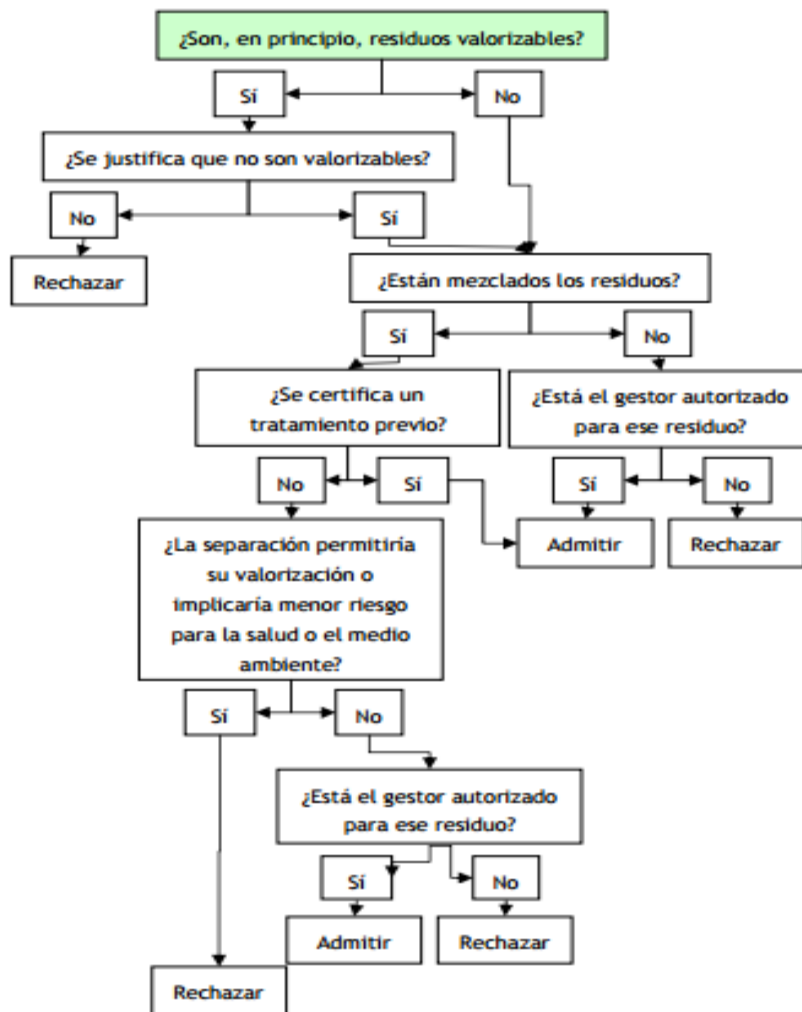 ¿Son, en principio, residuos valorizables?
Sí
No
¿Se justifica que no son valorizables?
No
Sí
Rechazar
¿Están mezclados los residuos?
Sí
No
¿Se certifica un
tratamiento previo?
¿Está el gestor autorizado
para ese residuo?
No
Sí
Sí
No
¿La separación permitiría
su valorización o
implicaría menor riesgo
para la salud o el medio
ambiente?
Admitir
Rechazar
Sí
No
¿Está el gestor autorizado
para ese residuo?
Sí
No
Admitir
Rechazar
Rechazar